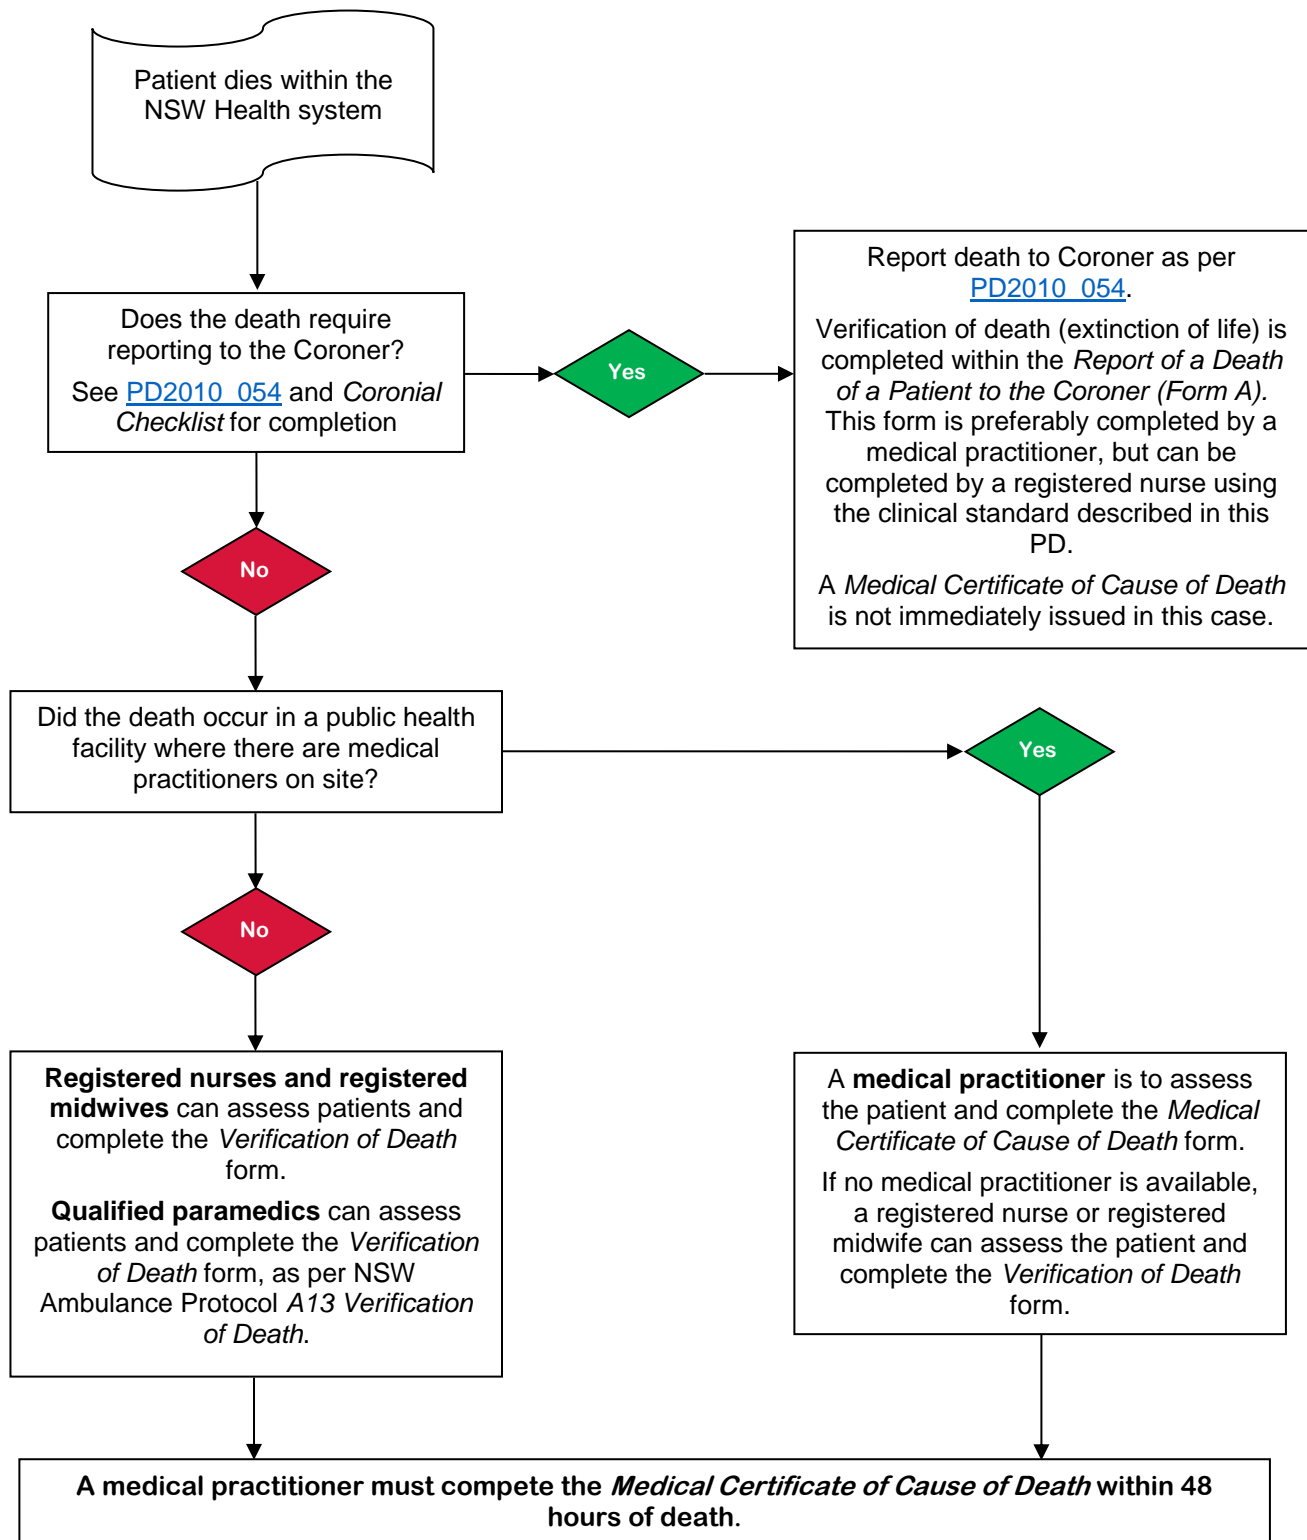 Patient dies within the
NSW Health system
Does the death require
reporting to the Coroner?
See PD2010_054 and Coronial
Checklist for completion
Yes
Report death to Coroner as per
PD2010_054.
Verification of death (extinction of life) is
completed within the Report of a Death
of a Patient to the Coroner (Form A).
This form is preferably completed by a
medical practitioner, but can be
completed by a registered nurse using
the clinical standard described in this
PD.
A Medical Certificate of Cause of Death
is not immediately issued in this case.
No
Did the death occur in a public health
facility where there are medical
practitioners on site?
Yes
No
Registered nurses and registered
midwives can assess patients and
complete the Verification of Death
form.
Qualified paramedics can assess
patients and complete the Verification
of Death form, as per NSW
Ambulance Protocol A13 Verification
of Death.
A medical practitioner is to assess
the patient and complete the Medical
Certificate of Cause of Death form.
If no medical practitioner is available,
a registered nurse or registered
midwife can assess the patient and
complete the Verification of Death
form.
A medical practitioner must compete the Medical Certificate of Cause of Death within 48
hours of death.